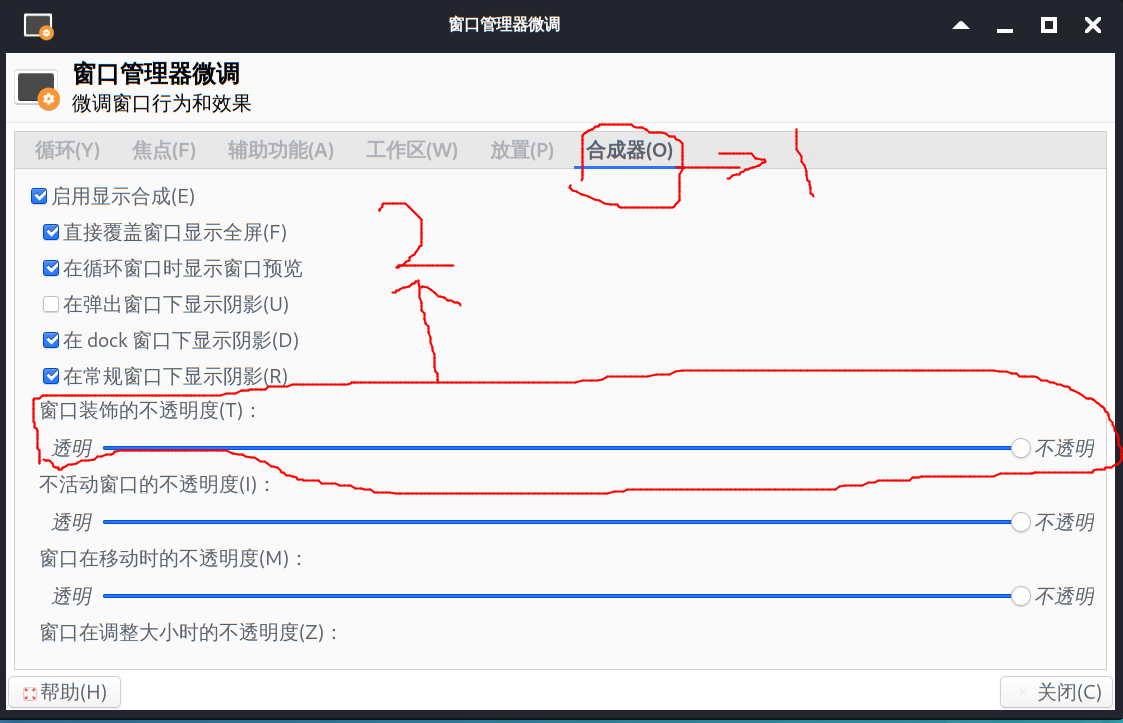 窗口管理器微调
窗口管理器微调
微调窗口行为和效果
循环(Y) 焦点(F) 辅助功能(A) 工作区(W) 放置(P) 合成器(O) 1
启用显示合成(E)
直接覆盖窗口显示全屏(F)
2
在循环窗口时显示窗口预览
在弹出窗口下显示阴影(U)
在 dock 窗口下显示阴影(D)
在常规窗口下显示阴影(R)
窗口装饰的不透明度(T)：
透明 不透明
不活动窗口的不透明度(I)：
透明 不透明
窗口在移动时的不透明度(M)：
透明 不透明
窗口在调整大小时的不透明度(Z)：
帮助(H) 关闭(C)